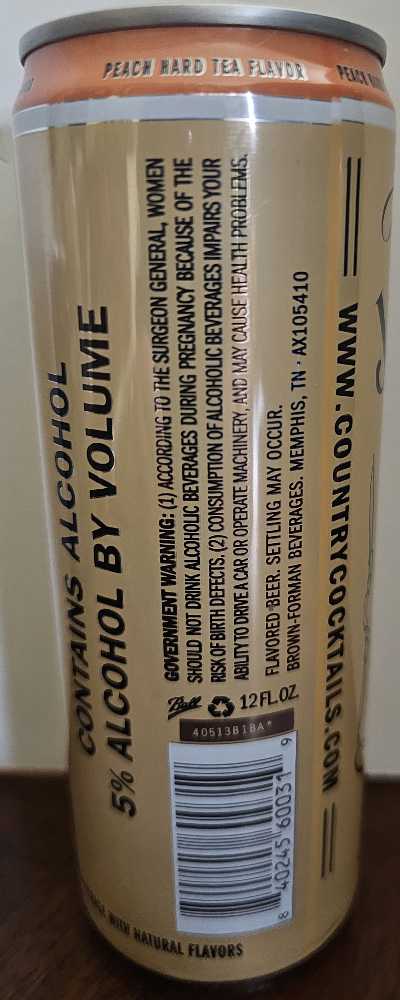 PEACH HARD TEA FLAVOR
PEACH
CONTAINS ALCOHOL
5% ALCOHOL BY VOLUME
GOVERNMENT WARNING: (1) ACCORDING TO THE SURGEON GENERAL, WOMEN
SHOULD NOT DRINK ALCOHOLIC BEVERAGES DURING PREGNANCY BECAUSE OF THE
RISK OF BIRTH DEFECTS. (2) CONSUMPTION OF ALCOHOLIC BEVERAGES IMPAIRS YOUR
ABILITY TO DRIVE A CAR OR OPERATE MACHINERY, AND MAY CAUSE HEALTH PROBLEMS.
FLAVORED BEER. SETTLING MAY OCCUR.
BROWN-FORMAN BEVERAGES. MEMPHIS, TN · AX105410
WWW.COUNTRYCOCKTAILS.COM
Ball 12 FL.OZ.
40513B1BA*
8 40245 60031 9
WITH NATURAL FLAVORS